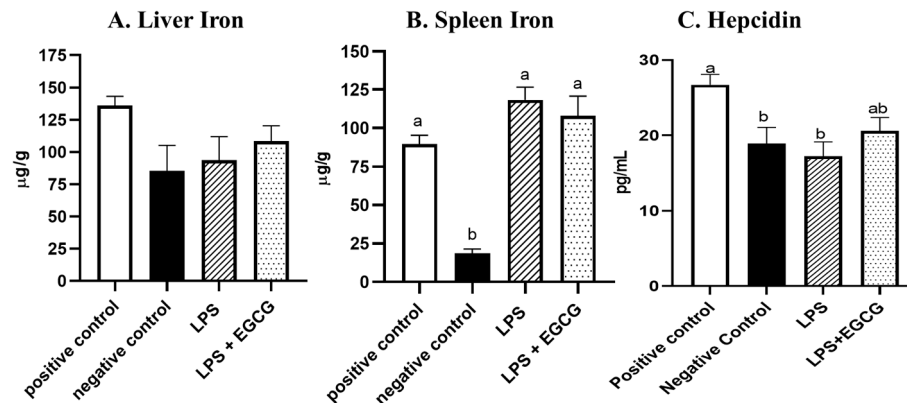 A. Liver Iron
175
150
125
100
75
50
25
0
µg/g
positive control
negative control
LPS
LPS + EGCG
B. Spleen Iron
150
125
100
75
50
25
0
µg/g
a
b
a
a
positive control
negative control
LPS
LPS + EGCG
C. Hepcidin
30
20
10
0
pg/mL
a
b
b
ab
Positive control
Negative Control
LPS
LPS+EGCG